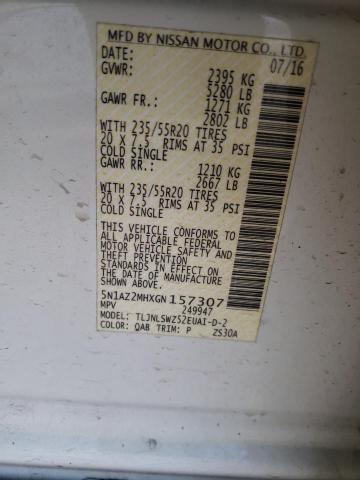 MFD BY NISSAN MOTOR CO., LTD.
DATE: 07/16
GVWR: 2395 KG
5280 LB
GAWR FR.: 1271 KG
2802 LB
WITH 235/55R20 TIRES
20 X 7.5 RIMS AT 35 PSI
COLD SINGLE
GAWR RR.: 1210 KG
2667 LB
WITH 235/55R20 TIRES
20 X 7.5 RIMS AT 35 PSI
COLD SINGLE
THIS VEHICLE CONFORMS TO ALL
APPLICABLE FEDERAL
MOTOR VEHICLE SAFETY AND
THEFT PREVENTION
STANDARDS IN EFFECT ON
THE DATE OF MANUFACTURE
5N1AZ2MHXGN157307
MPV 249947
MODEL: TLJNLSWZ52EUAI-D-2
COLOR: QAB TRIM: P ZS30A